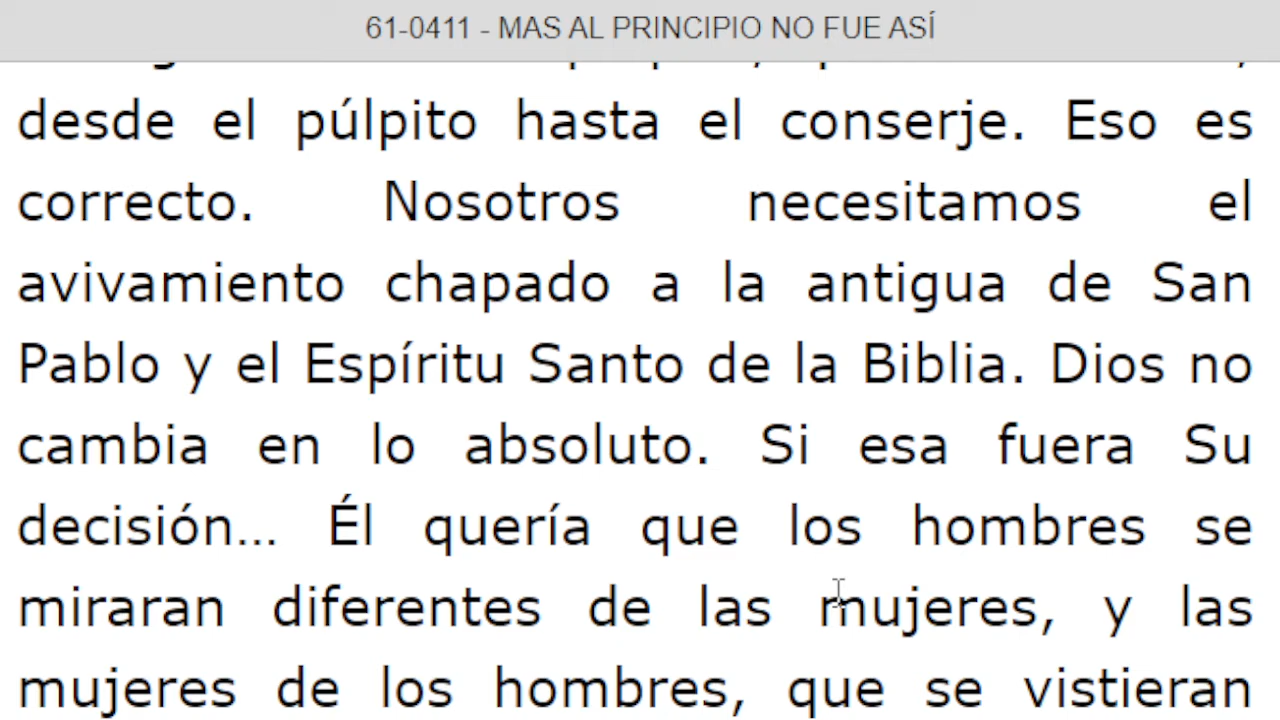 61-0411 - MAS AL PRINCIPIO NO FUE ASÍ
desde el púlpito hasta el conserje. Eso es
correcto. Nosotros necesitamos el
avivamiento chapado a la antigua de San
Pablo y el Espíritu Santo de la Biblia. Dios no
cambia en lo absoluto. Si esa fuera Su
decisión... Él quería que los hombres se
miraran diferentes de las mujeres, y las
mujeres de los hombres, que se vistieran